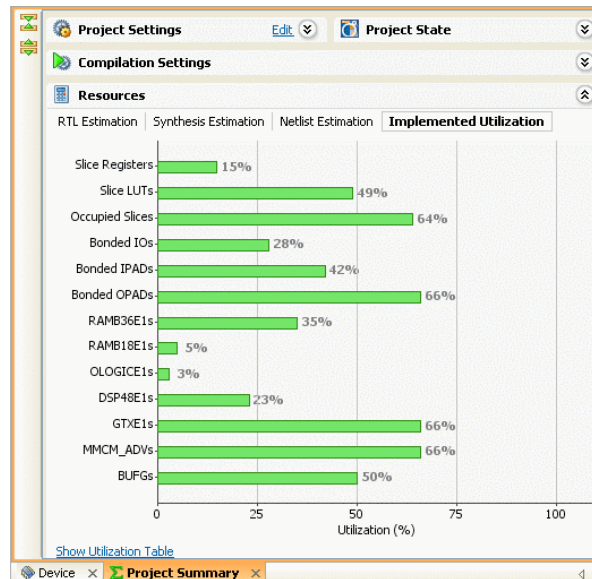 Project Settings Edit Project State
Compilation Settings
Resources
RTL Estimation Synthesis Estimation Netlist Estimation Implemented Utilization
Slice Registers 15%
Slice LUTs 49%
Occupied Slices 64%
Bonded IOs 28%
Bonded IPADs 42%
Bonded OPADs 66%
RAMB36E1s 35%
RAMB18E1s 5%
OLOGICE1s 3%
DSP48E1s 23%
GTXE1s 66%
MMCM_ADVs 66%
BUFGs 50%
0 25 50 75 100
Utilization (%)
Show Utilization Table
Device Project Summary